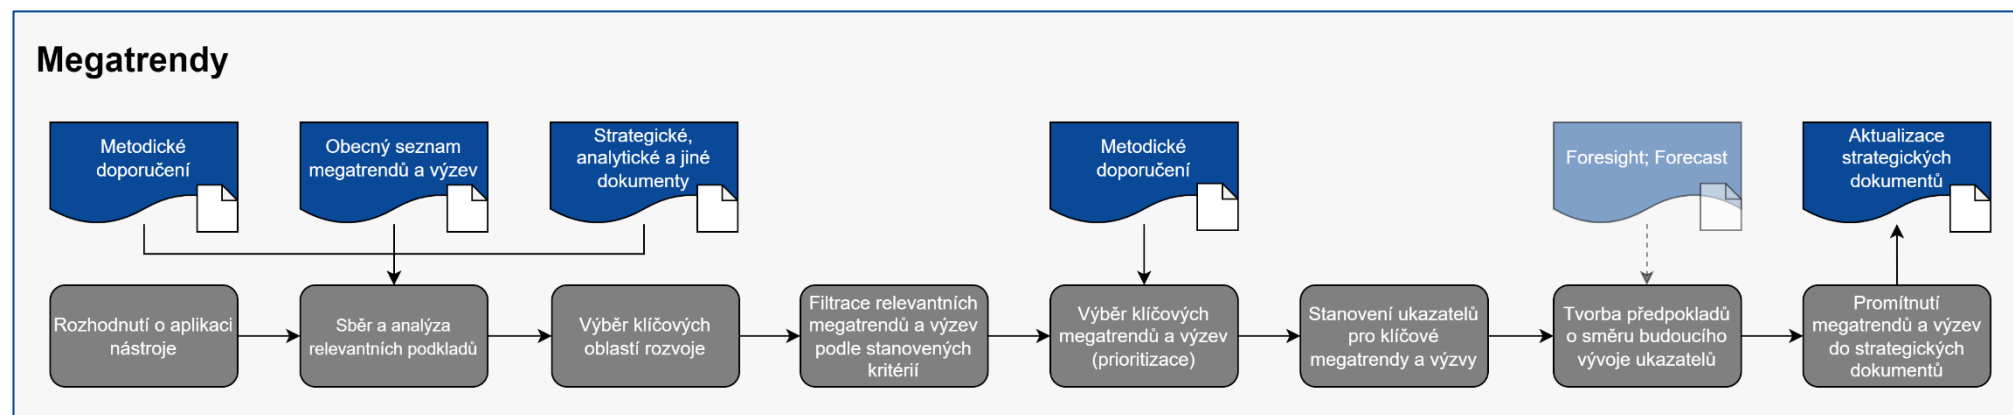 Megatrendy
Metodické
doporučení
Obecný seznam
megatrendů a výzev
Strategické,
analytické a jiné
dokumenty
Metodické
doporučení
Foresight; Forecast
Aktualizace
strategických
dokumentů
Rozhodnutí o aplikaci
nástroje
Sběr a analýza
relevantních podkladů
Výběr klíčových
oblastí rozvoje
Filtrace relevantních
megatrendů a výzev
podle stanovených
kritérií
Výběr klíčových
megatrendů a výzev
(prioritizace)
Stanovení ukazatelů
pro klíčové
megatrendy a výzvy
Tvorba předpokladů
o směru budoucího
vývoje ukazatelů
Promítnutí
megatrendů a výzev
do strategických
dokumentů